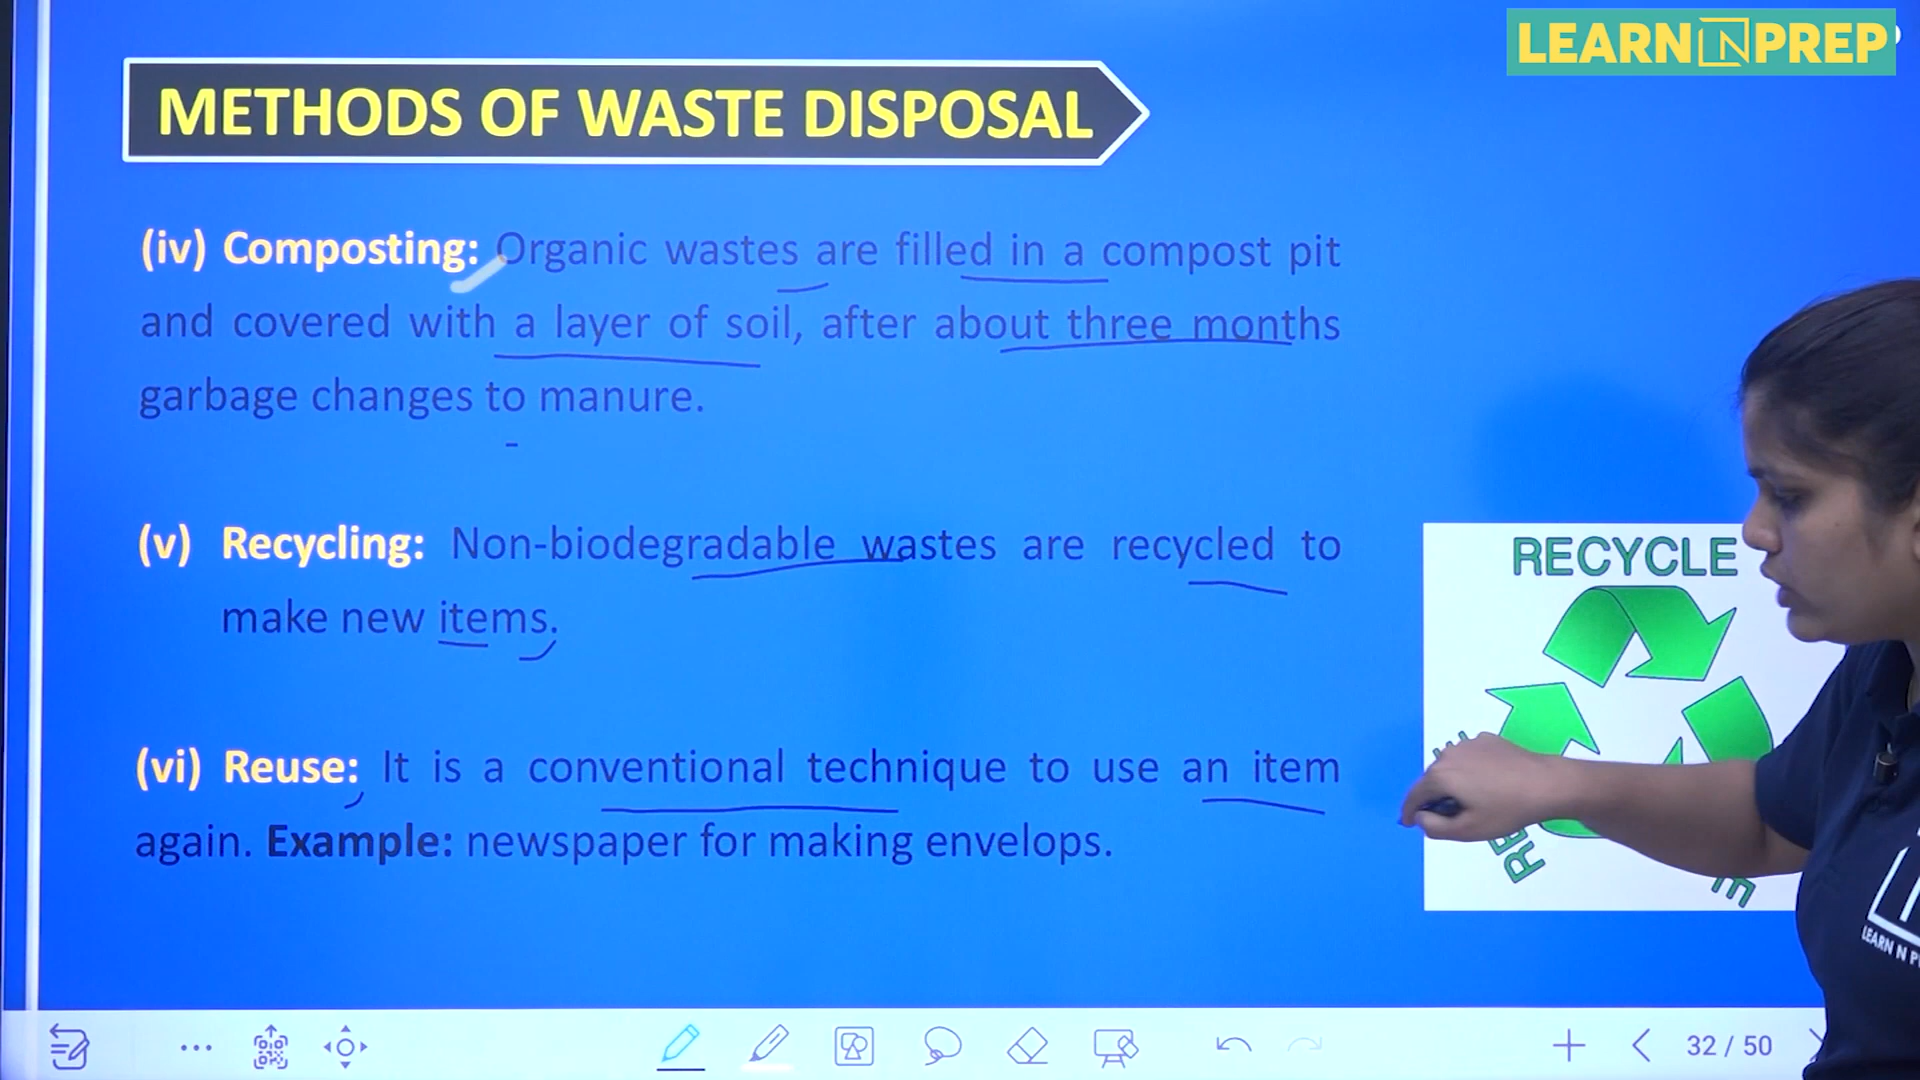 LEARN N PREP
METHODS OF WASTE DISPOSAL
(iv) Composting: Organic wastes are filled in a compost pit
and covered with a layer of soil, after about three months
garbage changes to manure.
(v) Recycling: Non-biodegradable wastes are recycled to
make new items.
(vi) Reuse: It is a conventional technique to use an item
again. Example: newspaper for making envelops.
RECYCLE
LEARN N P
32 / 50